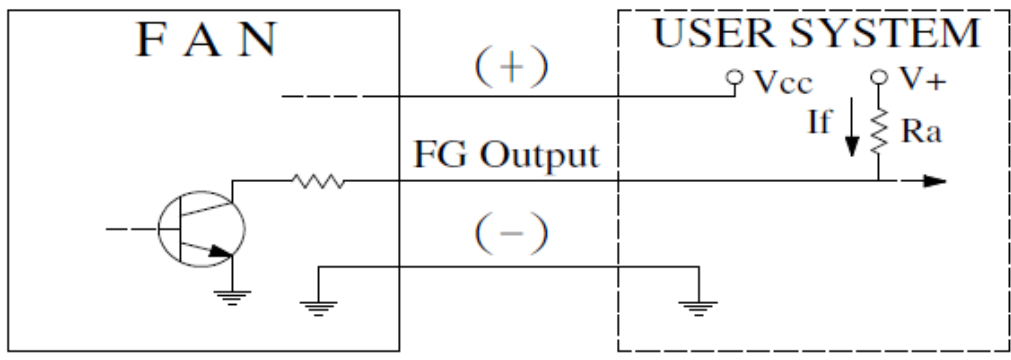 F A N
(+)
USER SYSTEM
Vcc
V+
If
Ra
FG Output
(-)